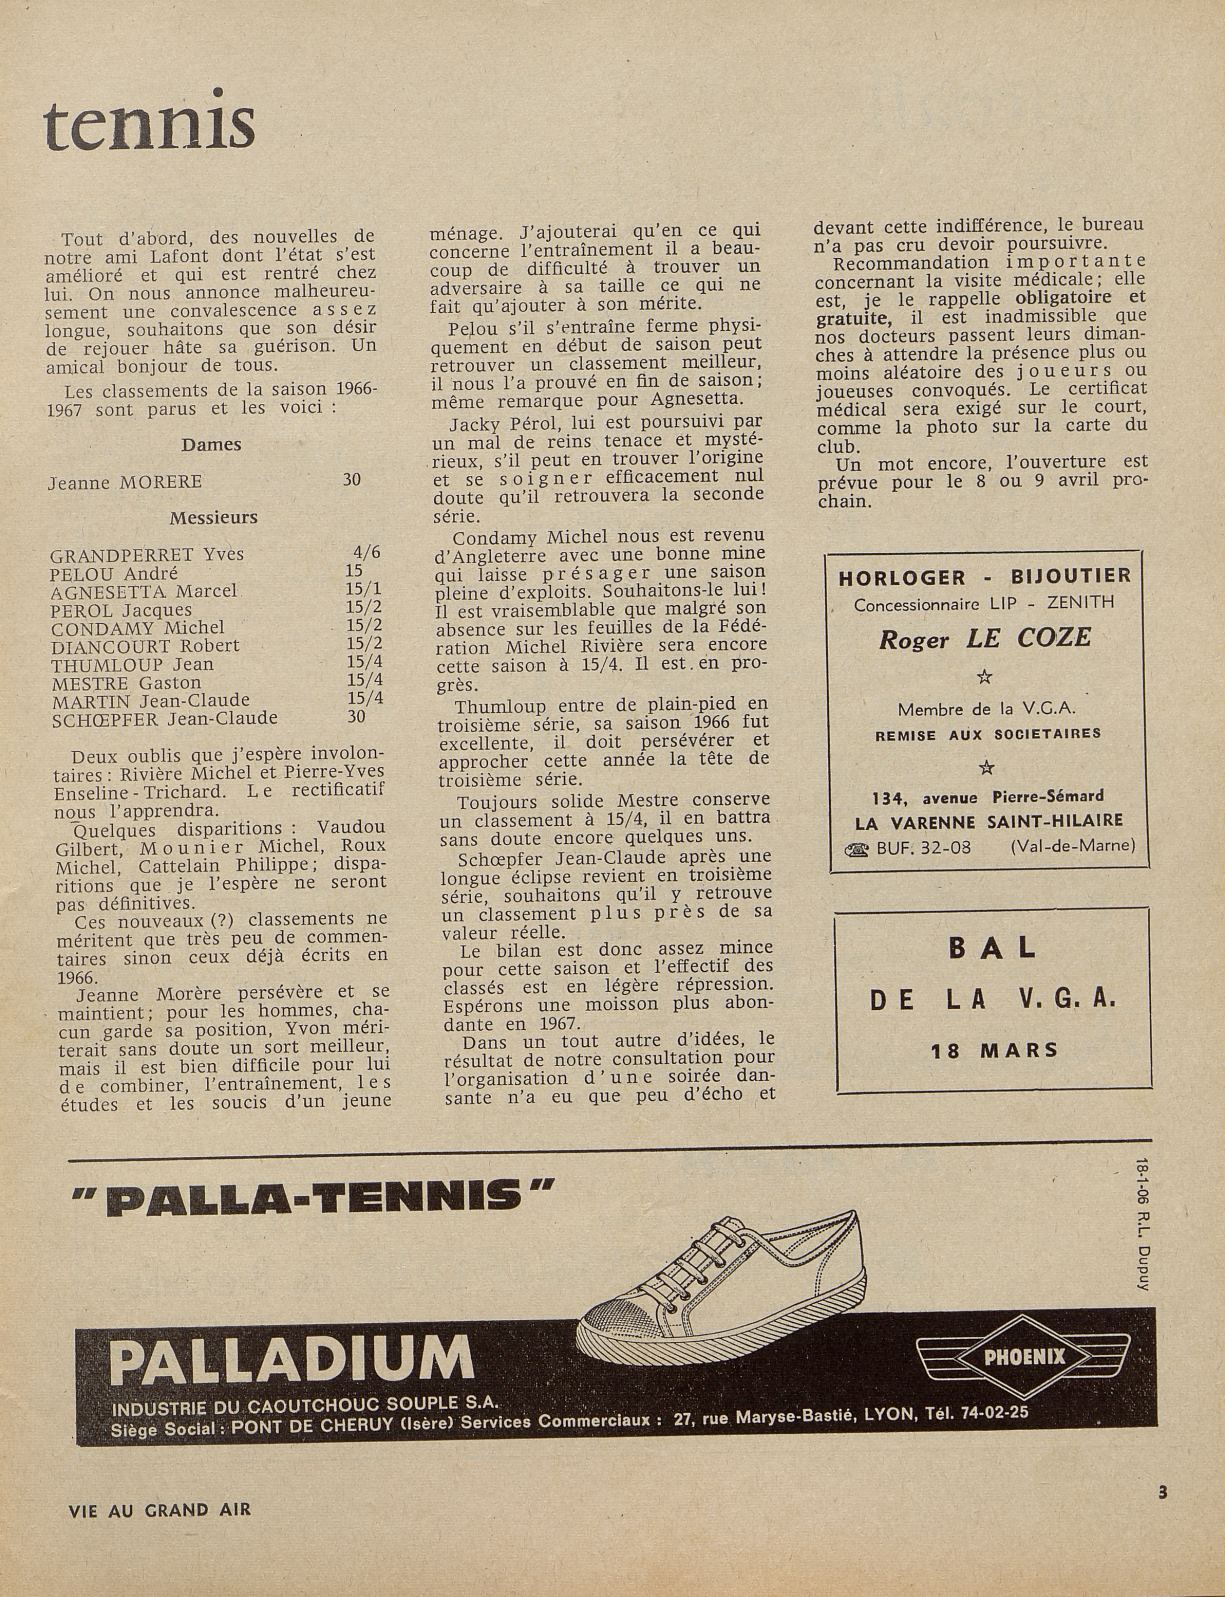 tennis
Tout d'abord, des nouvelles de
notre ami Lafont dont l'état s'est
amélioré et qui est rentré chez
lui. On nous annonce malheureu-
sement une convalescence assez
longue, souhaitons que son désir
de rejouer hâte sa guérison. Un
amical bonjour de tous.
Les classements de la saison 1966-
1967 sont parus et les voici :
Dames
Jeanne MORERE 30
Messieurs
GRANDPERRET Yves 4/6
PELOU André 15
AGNESETTA Marcel 15/1
PEROL Jacques 15/2
CONDAMY Michel 15/2
DIANCOURT Robert 15/2
THUMLOUP Jean 15/4
MESTRE Gaston 15/4
MARTIN Jean-Claude 15/4
SCHŒPFER Jean-Claude 30
Deux oublis que j'espère involon-
taires : Rivière Michel et Pierre-Yves
Enseline - Trichard. Le rectificatif
nous l'apprendra.
Quelques disparitions : Vaudou
Gilbert, Mounier Michel, Roux
Michel, Cattelain Philippe ; dispa-
ritions que je l'espère ne seront
pas définitives.
Ces nouveaux (?) classements ne
méritent que très peu de commen-
taires sinon ceux déjà écrits en
1966.
Jeanne Morère persévère et se
maintient ; pour les hommes, cha-
cun garde sa position, Yvon méri-
terait sans doute un sort meilleur,
mais il est bien difficile pour lui
de combiner, l'entraînement, les
études et les soucis d'un jeune
ménage. J'ajouterai qu'en ce qui
concerne l'entraînement il a beau-
coup de difficulté à trouver un
adversaire à sa taille ce qui ne
fait qu'ajouter à son mérite.
Pelou s'il s'entraîne ferme physi-
quement en début de saison peut
retrouver un classement meilleur,
il nous l'a prouvé en fin de saison ;
même remarque pour Agnesetta.
Jacky Pérol, lui est poursuivi par
un mal de reins tenace et mysté-
rieux, s'il peut en trouver l'origine
et se soigner efficacement nul
doute qu'il retrouvera la seconde
série.
Condamy Michel nous est revenu
d'Angleterre avec une bonne mine
qui laisse présager une saison
pleine d'exploits. Souhaitons-le lui !
Il est vraisemblable que malgré son
absence sur les feuilles de la Fédé-
ration Michel Rivière sera encore
cette saison à 15/4. Il est en pro-
grès.
Thumloup entre de plain-pied en
troisième série, sa saison 1966 fut
excellente, il doit persévérer et
approcher cette année la tête de
troisième série.
Toujours solide Mestre conserve
un classement à 15/4, il en battra
sans doute encore quelques uns.
Schœpfer Jean-Claude après une
longue éclipse revient en troisième
série, souhaitons qu'il y retrouve
un classement plus près de sa
valeur réelle.
Le bilan est donc assez mince
pour cette saison et l'effectif des
classés est en légère répression.
Espérons une moisson plus abon-
dante en 1967.
Dans un tout autre d'idées, le
résultat de notre consultation pour
l'organisation d'une soirée dan-
sante n'a eu que peu d'écho et
devant cette indifférence, le bureau
n'a pas cru devoir poursuivre.
Recommandation importante
concernant la visite médicale ; elle
est, je le rappelle obligatoire et
gratuite, il est inadmissible que
nos docteurs passent leurs diman-
ches à attendre la présence plus ou
moins aléatoire des joueurs ou
joueuses convoqués. Le certificat
médical sera exigé sur le court,
comme la photo sur la carte du
club.
Un mot encore, l'ouverture est
prévue pour le 8 ou 9 avril pro-
chain.
HORLOGER - BIJOUTIER
Concessionnaire LIP - ZENITH
Roger LE COZE
Membre de la V.G.A.
REMISE AUX SOCIETAIRES
134, avenue Pierre-Sémard
LA VARENNE SAINT-HILAIRE
☎ BUF. 32-08 (Val-de-Marne)
BAL
DE LA V.G.A.
18 MARS
"PALLA-TENNIS"
18-1-06 R.L. Dupuy
PALLADIUM
PHOENIX
INDUSTRIE DU CAOUTCHOUC SOUPLE S.A.
Siège Social : PONT DE CHERUY (Isère) Services Commerciaux : 27, rue Maryse-Bastié, LYON, Tél. 74-02-25
VIE AU GRAND AIR
3